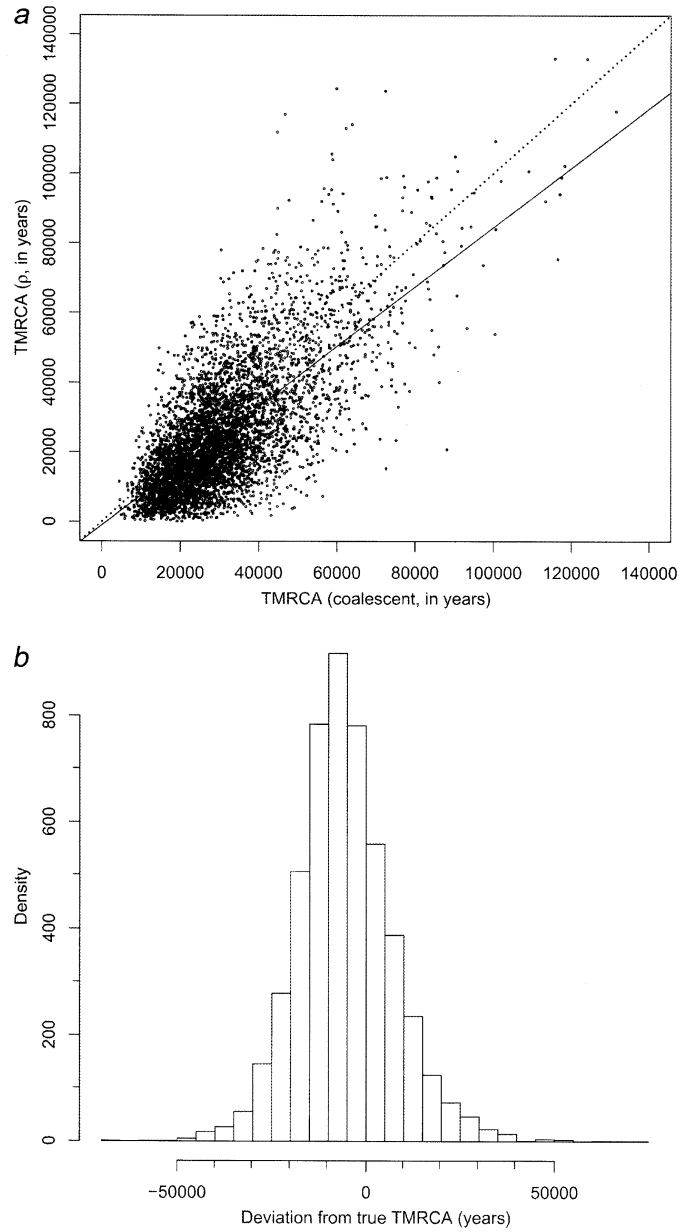 a
TMRCA (ρ, in years)
140000
120000
100000
80000
60000
40000
20000
0
0 20000 40000 60000 80000 100000 120000 140000
TMRCA (coalescent, in years)
b
Density
800
600
400
200
0
−50000 0 50000
Deviation from true TMRCA (years)